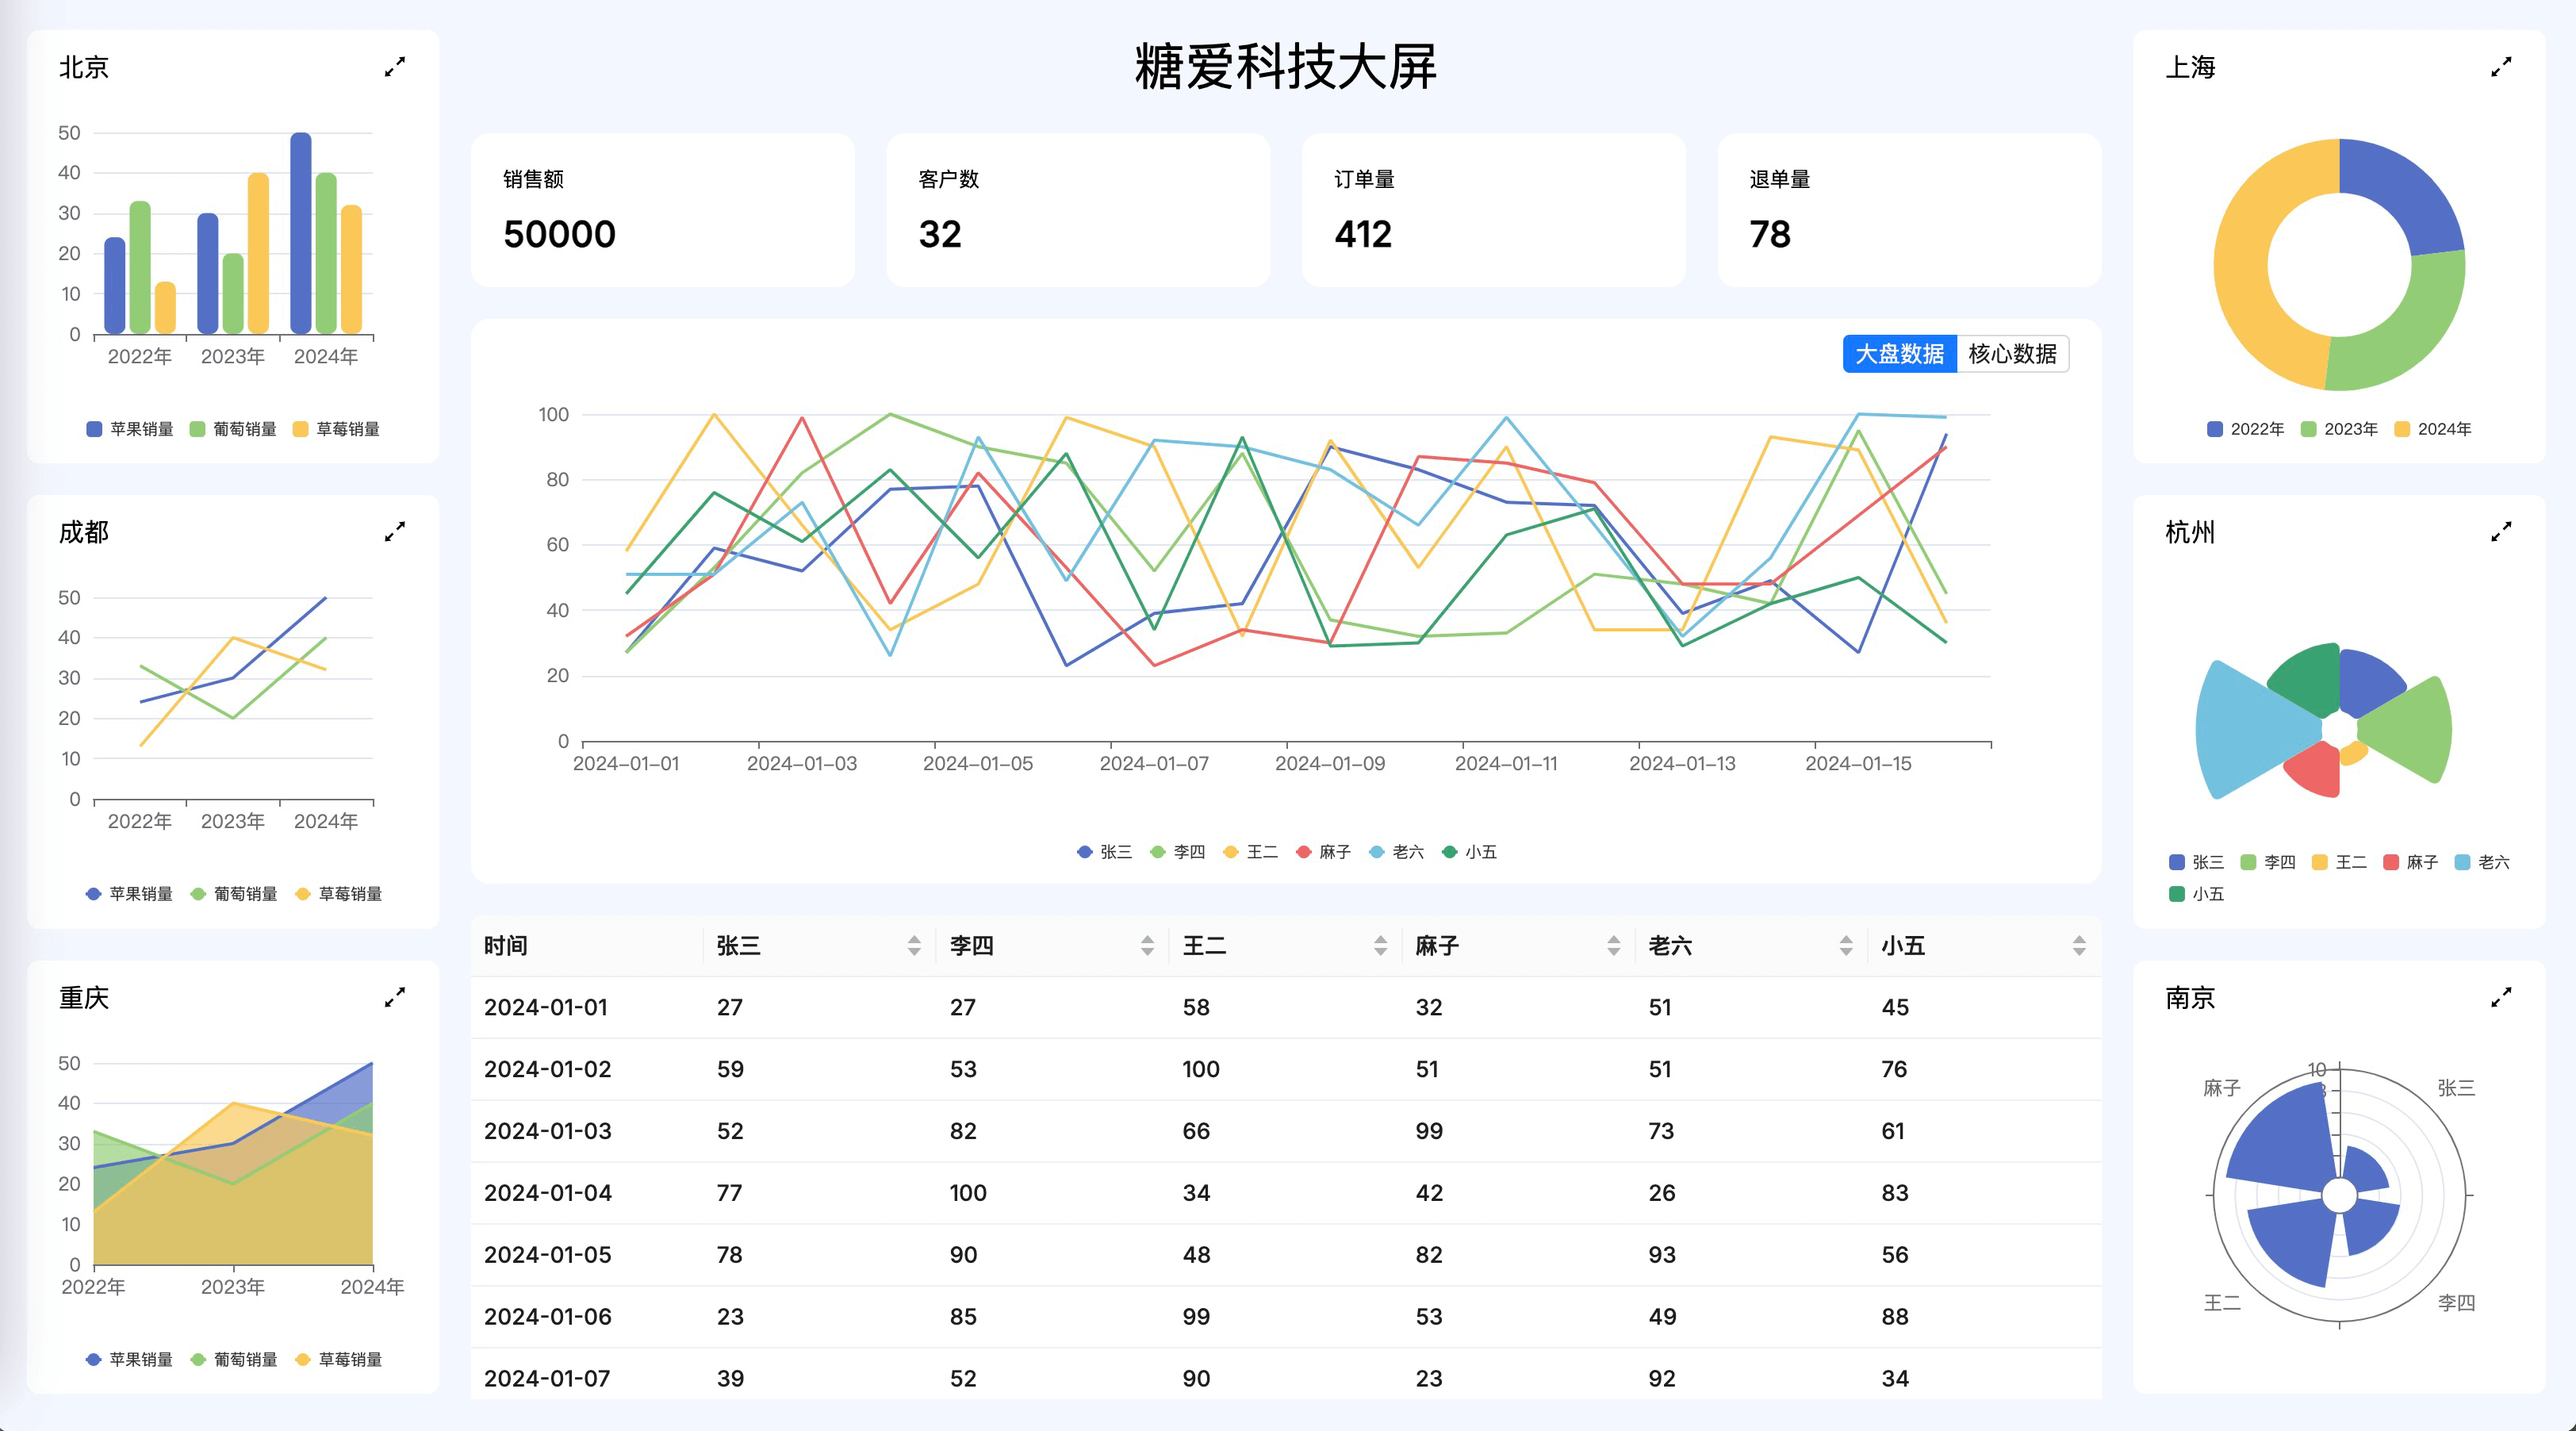 糖爱科技大屏
北京
50
40
30
20
10
0
2022年 2023年 2024年
苹果销量 葡萄销量 草莓销量
成都
50
40
30
20
10
0
2022年 2023年 2024年
苹果销量 葡萄销量 草莓销量
重庆
50
40
30
20
10
0
2022年 2023年 2024年
苹果销量 葡萄销量 草莓销量
销售额
50000
客户数
32
订单量
412
退单量
78
大盘数据 核心数据
100
80
60
40
20
0
2024-01-01 2024-01-03 2024-01-05 2024-01-07 2024-01-09 2024-01-11 2024-01-13 2024-01-15
张三 李四 王二 麻子 老六 小五
时间 张三 李四 王二 麻子 老六 小五
2024-01-01 27 27 58 32 51 45
2024-01-02 59 53 100 51 51 76
2024-01-03 52 82 66 99 73 61
2024-01-04 77 100 34 42 26 83
2024-01-05 78 90 48 82 93 56
2024-01-06 23 85 99 53 49 88
2024-01-07 39 52 90 23 92 34
上海
2022年 2023年 2024年
杭州
张三 李四 王二 麻子 老六
小五
南京
10
麻子 张三
王二 李四